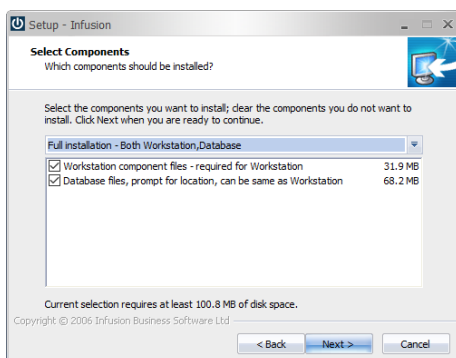 Setup - Infusion
Select Components
Which components should be installed?
Select the components you want to install; clear the components you do not want to
install. Click Next when you are ready to continue.
Full installation - Both Workstation,Database
Workstation component files - required for Workstation 31.9 MB
Database files, prompt for location, can be same as Workstation 68.2 MB
Current selection requires at least 100.8 MB of disk space.
Copyright © 2006 Infusion Business Software Ltd
< Back Next > Cancel